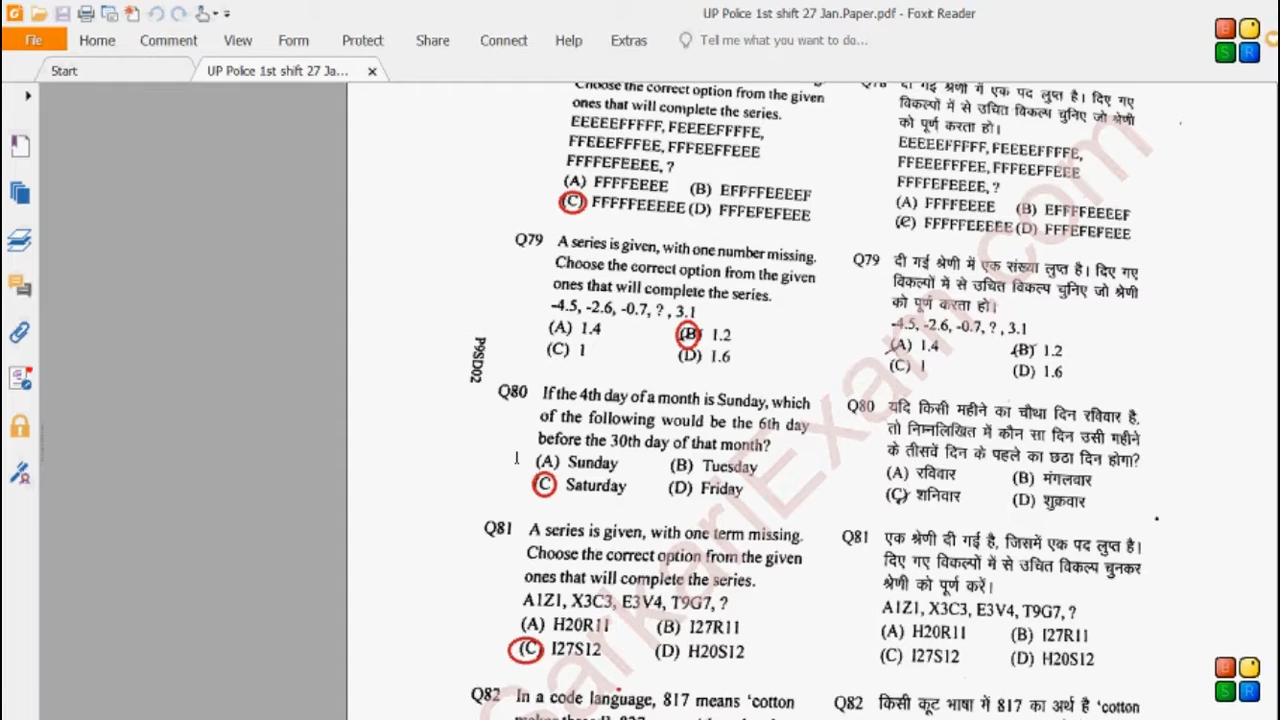 UP Police 1st shift 27 Jan.Paper.pdf - Foxit Reader
File Home Comment View Form Protect Share Connect Help Extras Tell me what you want to do...
Start UP Police 1st shift 27 Ja...
B
R
S R
Choose the correct option from the given
ones that will complete the series.
EEEEEFFFFF, FEEEEFFFFE,
FFEEEFFFEE, FFFEEFFEEE
FFFFEFEEEE, ?
(A) FFFFEEEE (B) EFFFFEEEEF
(C) FFFFFEEEEE (D) FFFEFEFEEE
Q79 A series is given, with one number missing.
Choose the correct option from the given
ones that will complete the series.
-4.5, -2.6, -0.7, ? , 3.1
(A) 1.4 (B) 1.2
(C) 1 (D) 1.6
P9SD02
Q80 If the 4th day of a month is Sunday, which
of the following would be the 6th day
before the 30th day of that month?
(A) Sunday (B) Tuesday
(C Saturday (D) Friday
Q81 A series is given, with one term missing.
Choose the correct option from the given
ones that will complete the series.
A1Z1, X3C3, E3V4, T9G7, ?
(A) H20R11 (B) I27R11
(C) I27S12 (D) H20S12
Q82 In a code language, 817 means ‘cotton
Q78 दी गई श्रेणी में एक पद लुप्त है। दिए गए
विकल्पों में से उचित विकल्प चुनिए जो श्रेणी
को पूर्ण करता हो।
EEEEEFFFFF, FEEEEFFFFE,
FFEEEFFFEE, FFFEEFFEEE
FFFFEFEEEE, ?
(A) FFFFEEEE (B) EFFFFEEEEF
(C) FFFFFEEEEE (D) FFFEFEFEEE
Q79 दी गई श्रेणी में एक संख्या लुप्त है। दिए गए
विकल्पों में से उचित विकल्प चुनिए जो श्रेणी
को पूर्ण करता हो।
-4.5, -2.6, -0.7, ? , 3.1
(A) 1.4 (B) 1.2
(C) 1 (D) 1.6
Q80 यदि किसी महीने का चौथा दिन रविवार है,
तो निम्नलिखित में कौन सा दिन उसी महीने
के तीसवें दिन के पहले का छठा दिन होगा?
(A) रविवार (B) मंगलवार
(C) शनिवार (D) शुक्रवार
Q81 एक श्रेणी दी गई है, जिसमें एक पद लुप्त है।
दिए गए विकल्पों में से उचित विकल्प चुनकर
श्रेणी को पूर्ण करें।
A1Z1, X3C3, E3V4, T9G7, ?
(A) H20R11 (B) I27R11
(C) I27S12 (D) H20S12
Q82 किसी कूट भाषा में 817 का अर्थ है ‘cotton
SarkariExam.com
S R